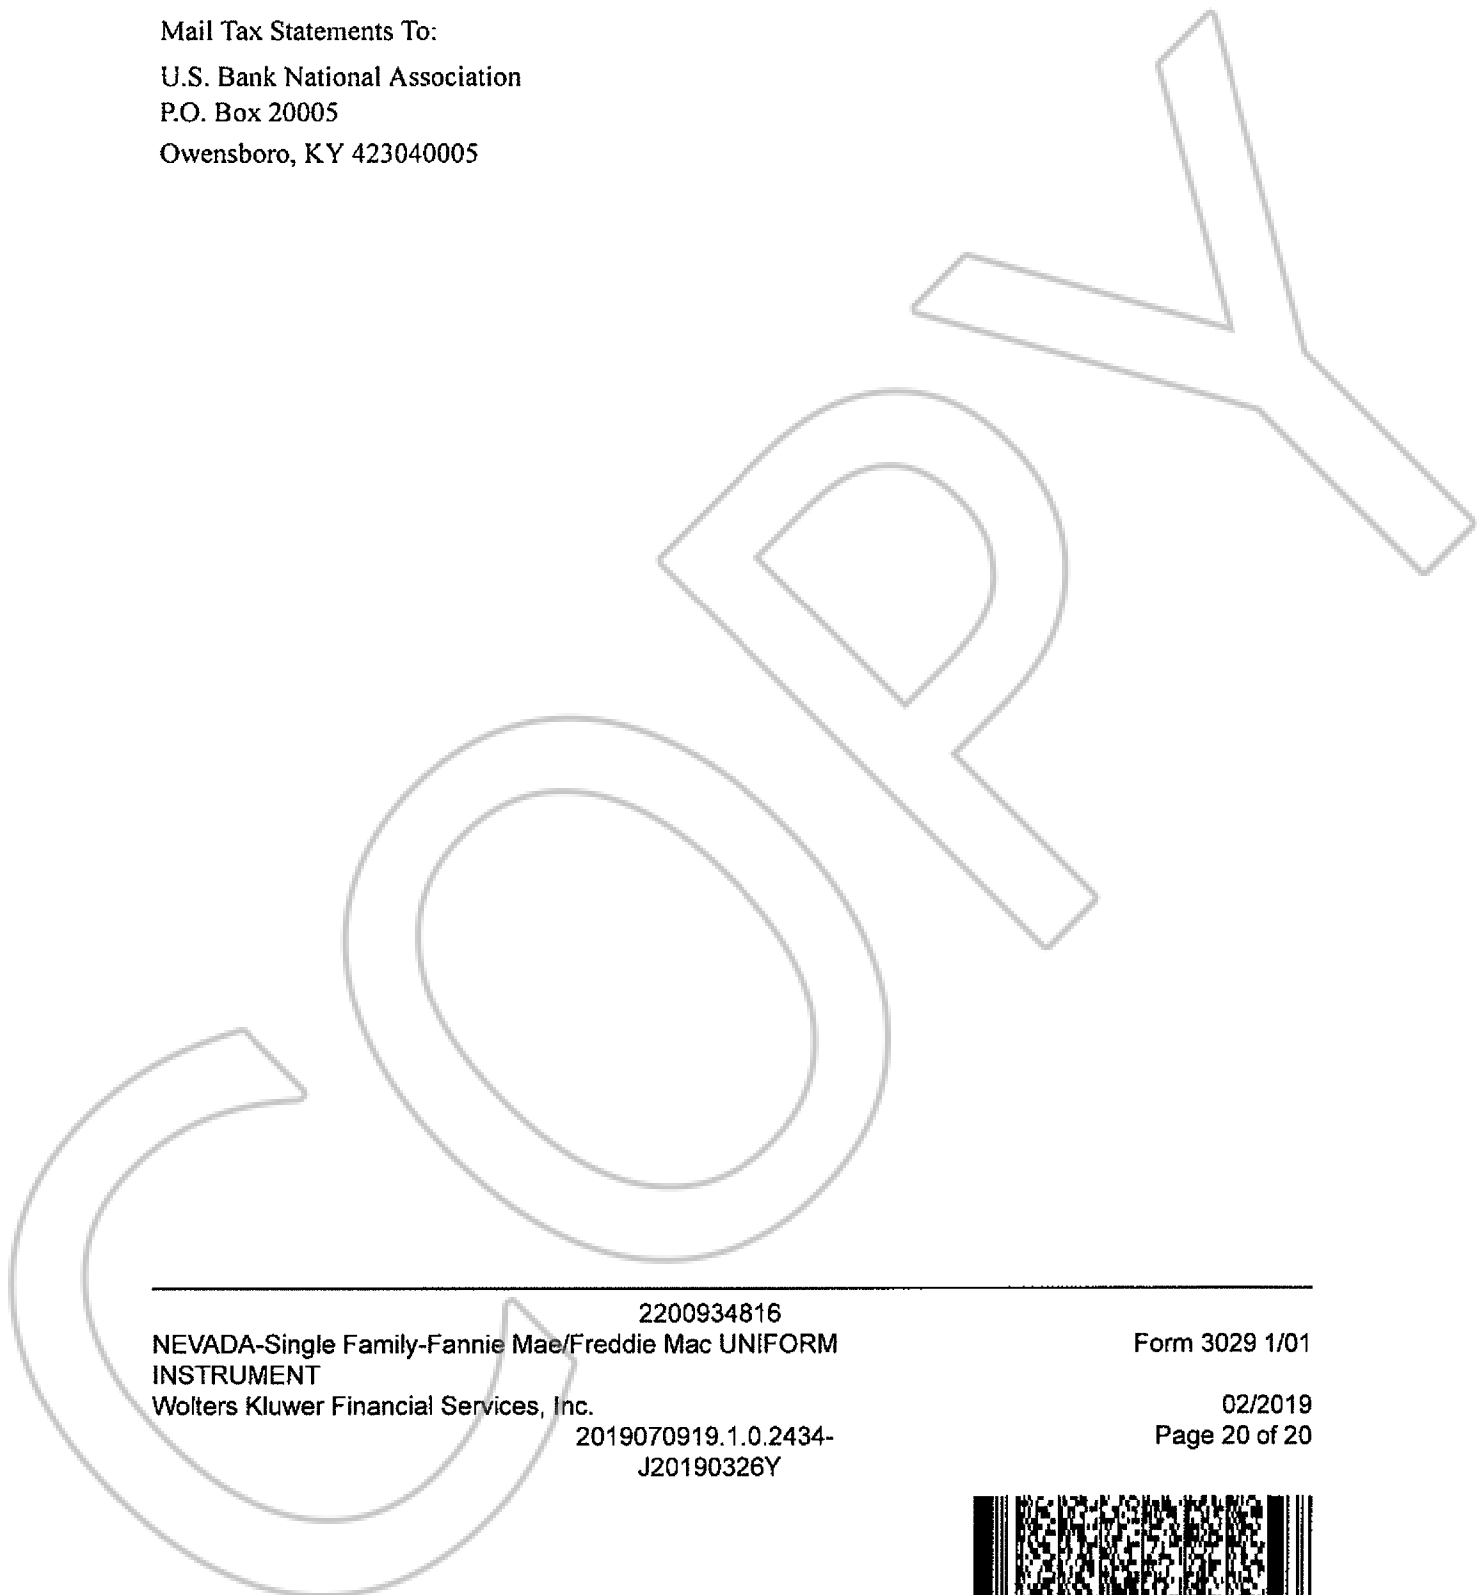 Mail Tax Statements To:
U.S. Bank National Association
P.O. Box 20005
Owensboro, KY 423040005
COPY
2200934816
NEVADA-Single Family-Fannie Mae/Freddie Mac UNIFORM
INSTRUMENT
Form 3029 1/01
Wolters Kluwer Financial Services, Inc.
02/2019
2019070919.1.0.2434-
J20190326Y
Page 20 of 20